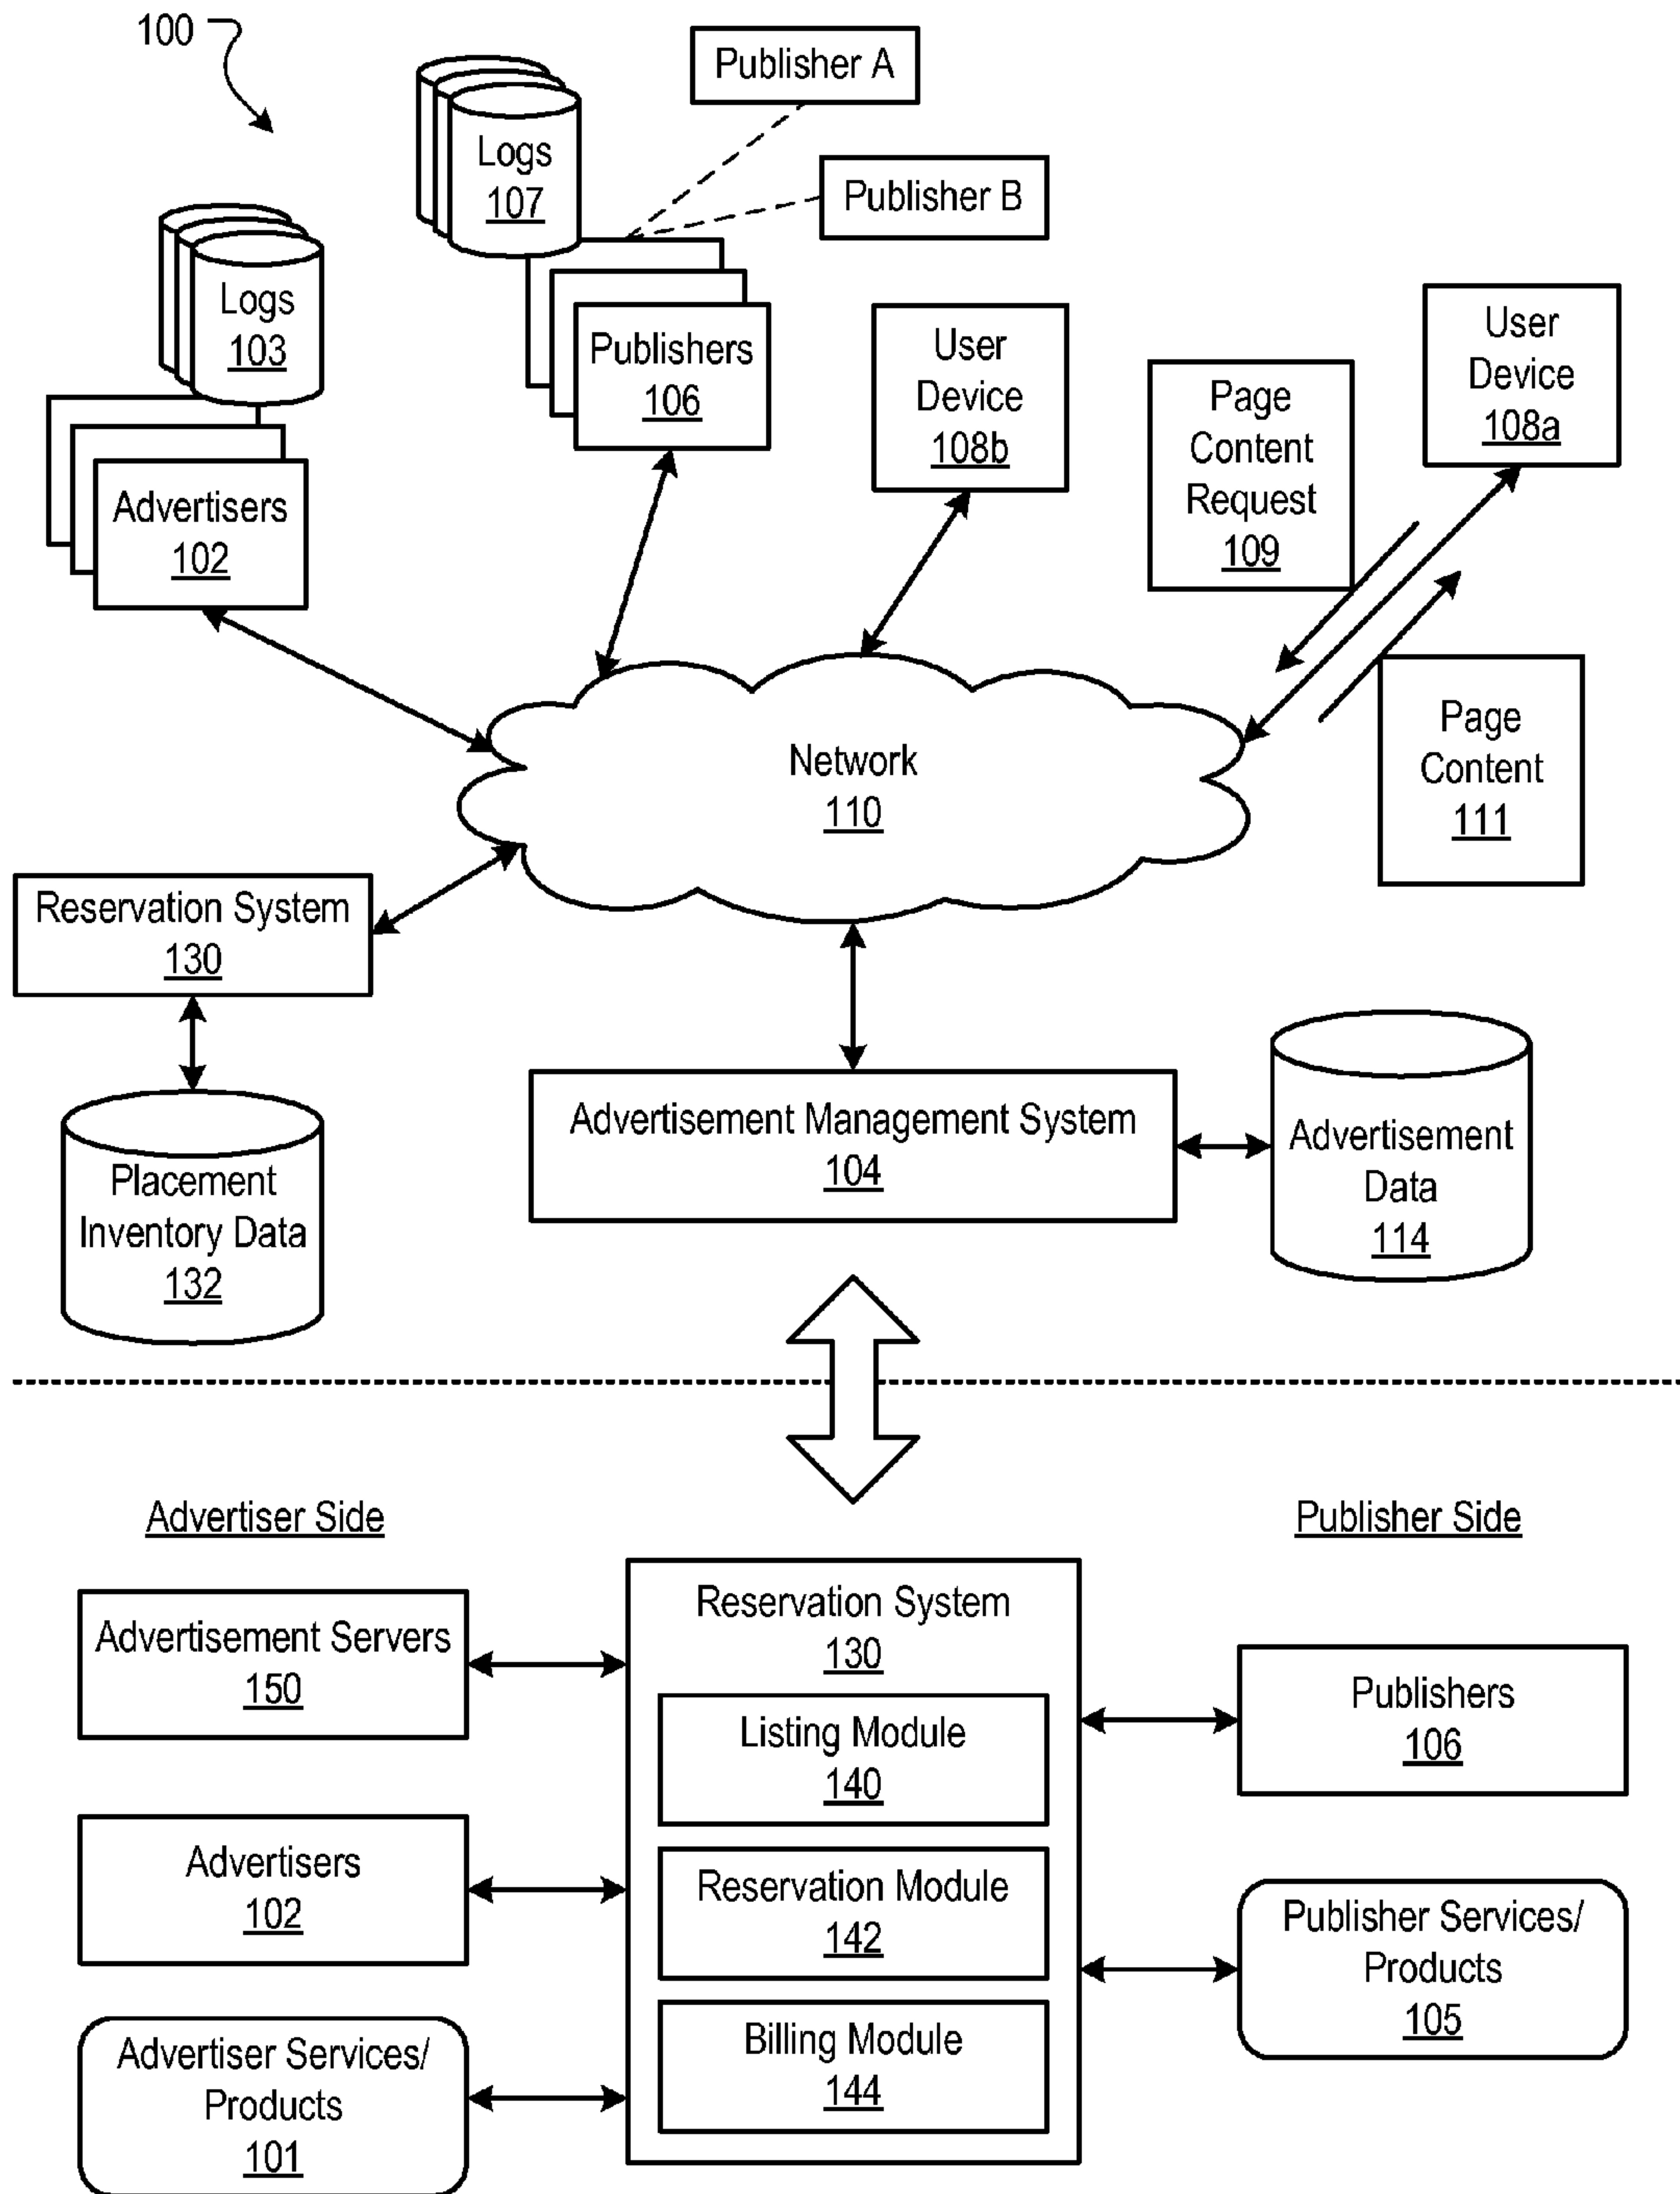 100
Publisher A
Publisher B
Logs
107
Logs
103
Publishers
106
User
Device
108b
Page
Content
Request
109
User
Device
108a
Advertisers
102
Page
Content
111
Network
110
Reservation System
130
Placement
Inventory Data
132
Advertisement Management System
104
Advertisement
Data
114
Advertiser Side
Publisher Side
Advertisement Servers
150
Advertisers
102
Advertiser Services/
Products
101
Reservation System
130
Listing Module
140
Reservation Module
142
Billing Module
144
Publishers
106
Publisher Services/
Products
105